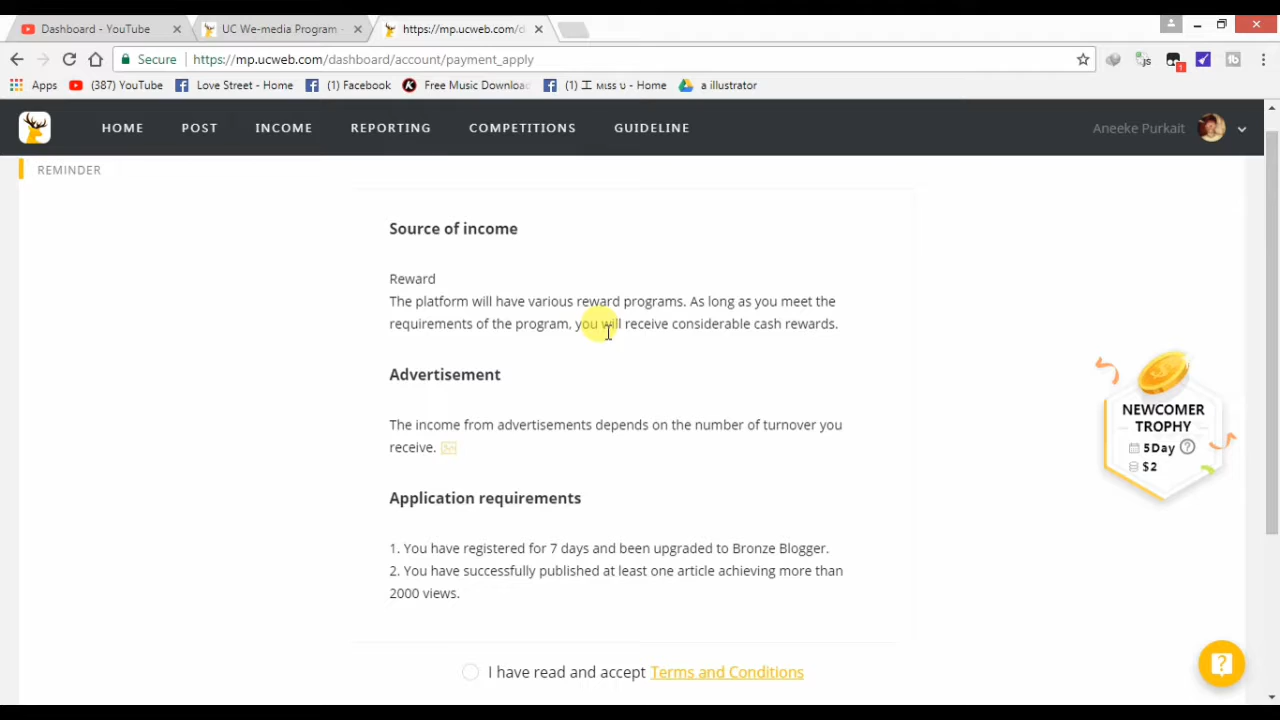 Dashboard - YouTube
UC We-media Program -
https://mp.ucweb.com/d
Secure
https://mp.ucweb.com/dashboard/account/payment_apply
Apps
(387) YouTube
Love Street - Home
(1) Facebook
Free Music Downloa
(1) 工 мιss υ - Home
a illustrator
js
1
tb
HOME
POST
INCOME
REPORTING
COMPETITIONS
GUIDELINE
Aneeke Purkait
REMINDER
Source of income
Reward
The platform will have various reward programs. As long as you meet the
requirements of the program, you will receive considerable cash rewards.
Advertisement
The income from advertisements depends on the number of turnover you
receive.
Application requirements
1. You have registered for 7 days and been upgraded to Bronze Blogger.
2. You have successfully published at least one article achieving more than
2000 views.
I have read and accept Terms and Conditions
NEWCOMER
TROPHY
5Day ?
$2
?